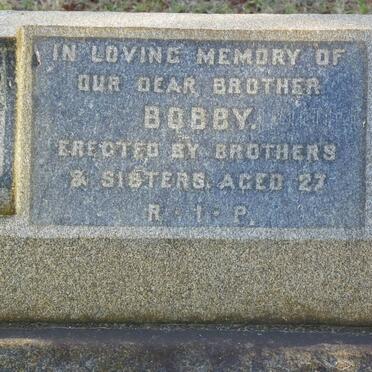 IN LOVING MEMORY OF
OUR DEAR BROTHER
BOBBY.
ERECTED BY BROTHERS
& SISTERS, AGED 27
R · I · P.